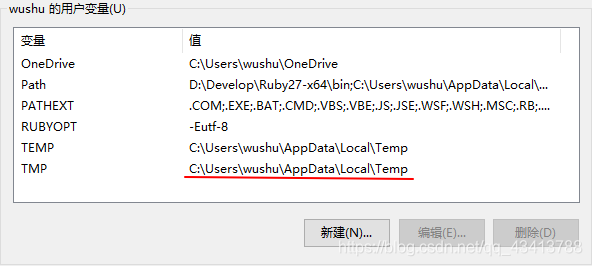 wushu 的用户变量(U)
变量 值
OneDrive C:\Users\wushu\OneDrive
Path D:\Develop\Ruby27-x64\bin;C:\Users\wushu\AppData\Local\...
PATHEXT .COM;.EXE;.BAT;.CMD;.VBS;.VBE;.JS;.JSE;.WSF;.WSH;.MSC;.RB;....
RUBYOPT -Eutf-8
TEMP C:\Users\wushu\AppData\Local\Temp
TMP C:\Users\wushu\AppData\Local\Temp
新建(N)... 编辑(E)... 删除(D)
https://blog.csdn.net/qq_43413788